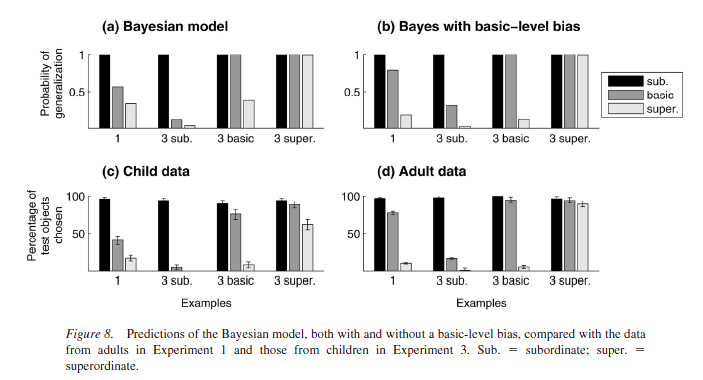 (a) Bayesian model
(b) Bayes with basic-level bias
Probability of
generalization
1
0.5
1
0.5
sub.
basic
super.
1
3 sub.
3 basic
3 super.
1
3 sub.
3 basic
3 super.
(c) Child data
(d) Adult data
Percentage of
test objects
chosen
100
50
100
50
1
3 sub.
3 basic
3 super.
1
3 sub.
3 basic
3 super.
Examples
Examples
Figure 8. Predictions of the Bayesian model, both with and without a basic-level bias, compared with the data
from adults in Experiment 1 and those from children in Experiment 3. Sub. = subordinate; super. =
superordinate.